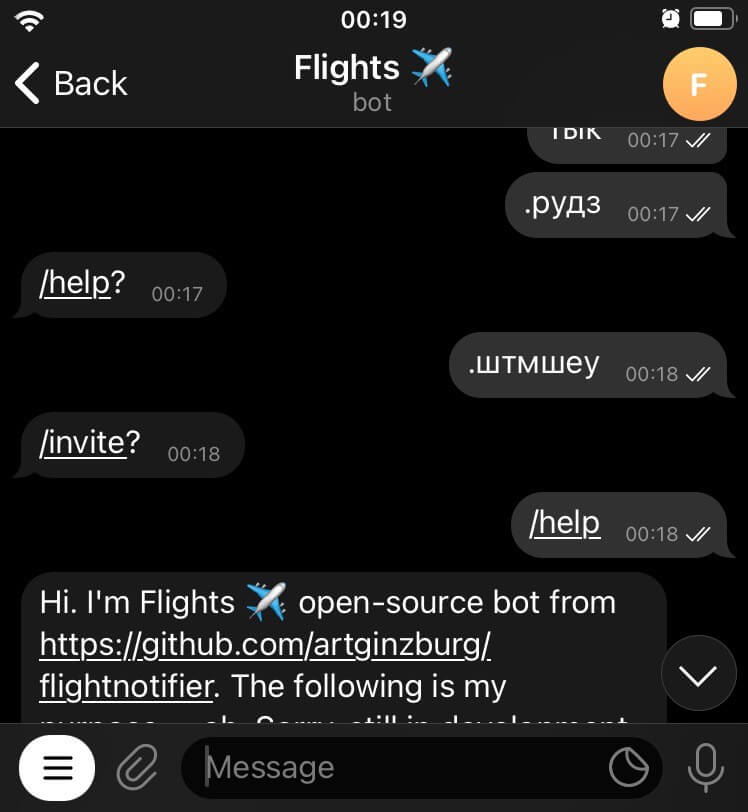 00:19
Back
Flights ✈️
bot
F
тык 00:17
.рудз 00:17
/help? 00:17
.штмшеу 00:18
/invite? 00:18
/help 00:18
Hi. I'm Flights ✈️ open-source bot from
https://github.com/artginzburg/
flightnotifier. The following is my
Message